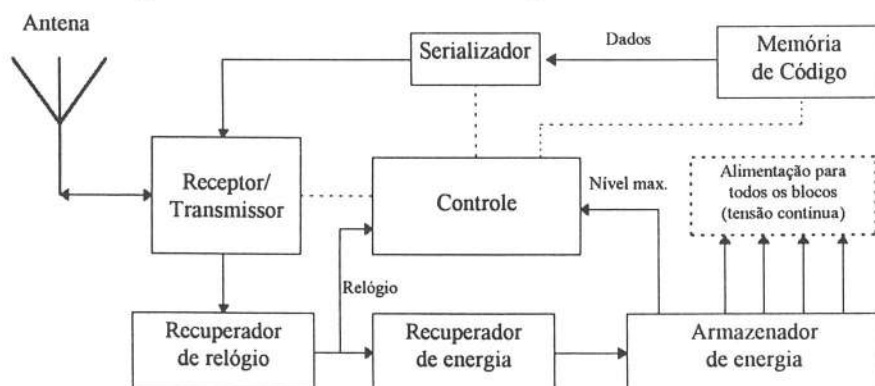 Antena
Serializador
Dados
Memória
de Código
Receptor/
Transmissor
Controle
Nível max.
Alimentação para
todos os blocos
(tensão continua)
Relógio
Recuperador
de relógio
Recuperador
de energia
Armazenador
de energia